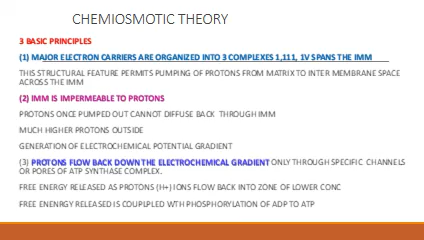 CHEMIOSMOTIC THEORY
3 BASIC PRINCIPLES
(1) MAJOR ELECTRON CARRIERS ARE ORGANIZED INTO 3 COMPLEXES 1,111, 1V SPANS THE IMM
THIS STRUCTURAL FEATURE PERMITS PUMPING OF PROTONS FROM MATRIX TO INTER MEMBRANE SPACE
ACROSS THE IMM
(2) IMM IS IMPERMEABLE TO PROTONS
PROTONS ONCE PUMPED OUT CANNOT DIFFUSE BACK THROUGH IMM
MUCH HIGHER PROTONS OUTSIDE
GENERATION OF ELECTROCHEMICAL POTENTIAL GRADIENT
(3) PROTONS FLOW BACK DOWN THE ELECTROCHEMICAL GRADIENT ONLY THROUGH SPECIFIC CHANNELS
OR PORES OF ATP SYNTHASE COMPLEX.
FREE ENERGY RELEASED AS PROTONS (H+) IONS FLOW BACK INTO ZONE OF LOWER CONC
FREE ENNERGY RELEASED IS COUPLPLED WTH PHOSPHORYLATION OF ADP TO ATP